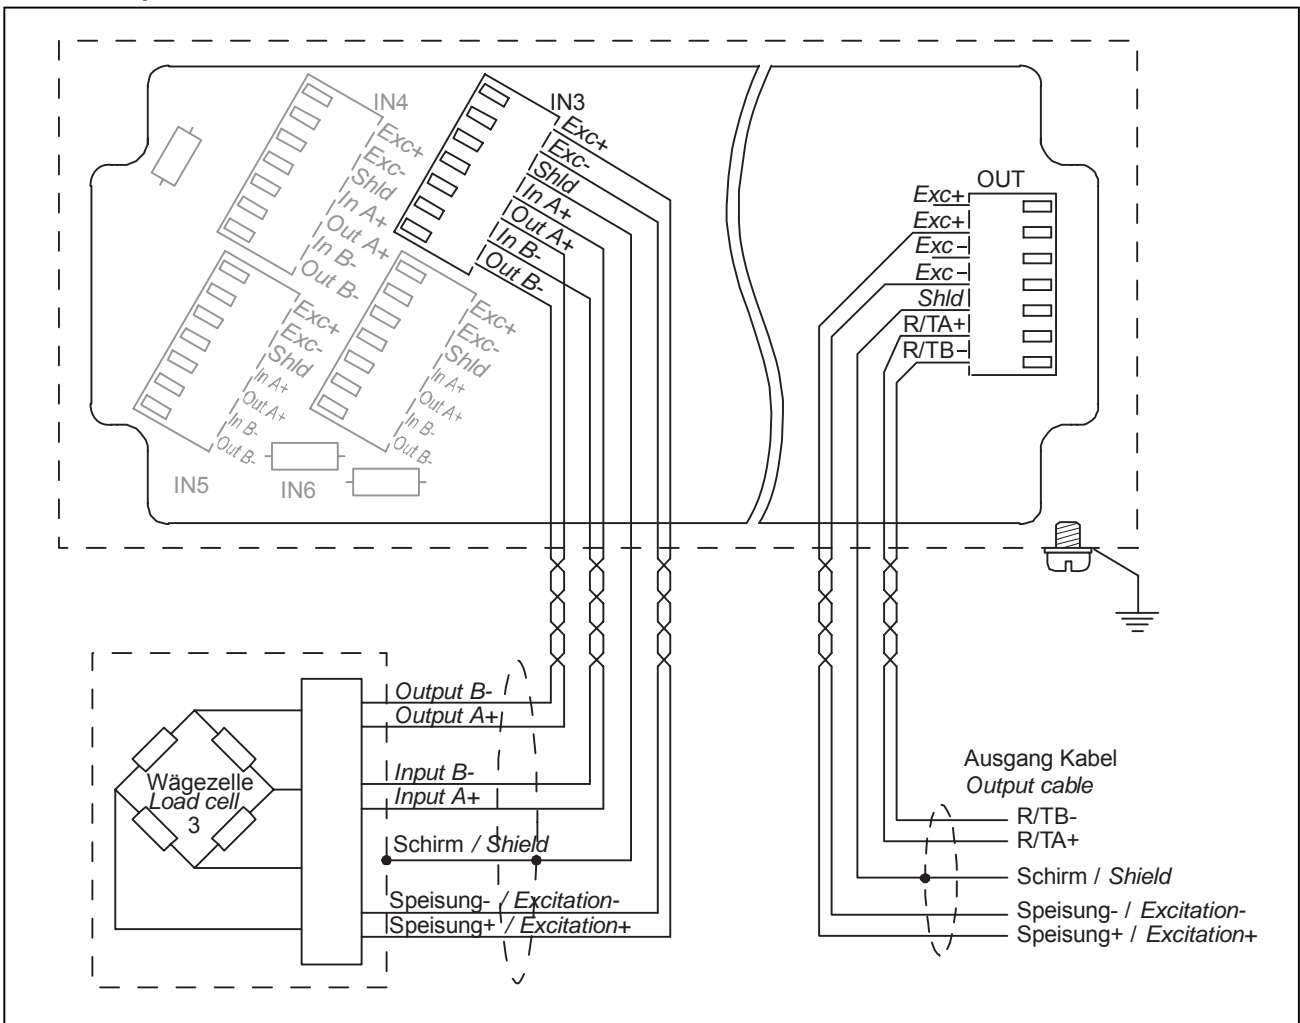 IN4
Exc+
Exc-
Shld
In A+
Out A+
In B-
Out B-
IN3
Exc+
Exc-
Shld
In A+
Out A+
In B-
Out B-
OUT
Exc+
Exc+
Exc-
Exc-
Shld
R/TA+
R/TB-
Exc+
Exc-
Shld
In A+
Out A+
In B-
Out B-
IN5
Exc+
Exc-
Shld
In A+
Out A+
In B-
Out B-
IN6
Output B-
Output A+
Input B-
Input A+
Schirm / Shield
Speisung- / Excitation-
Speisung+ / Excitation+
Wägezelle
Load cell
3
Ausgang Kabel
Output cable
R/TB-
R/TA+
Schirm / Shield
Speisung- / Excitation-
Speisung+ / Excitation+